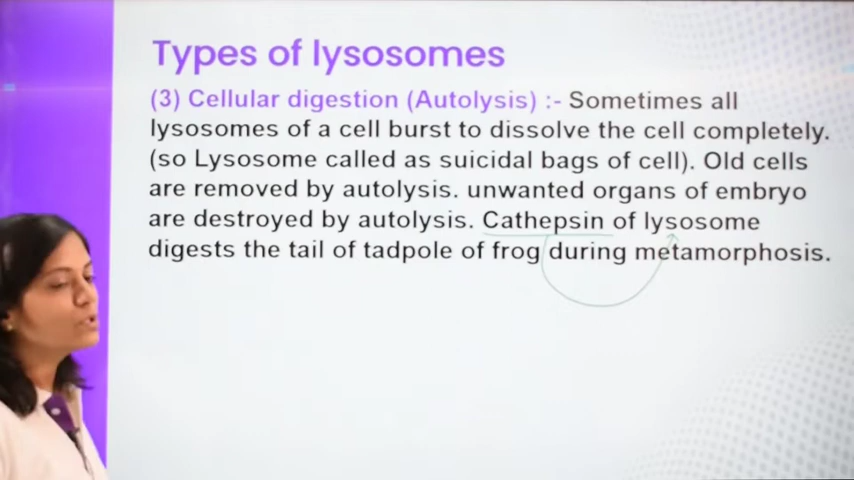 Types of lysosomes
(3) Cellular digestion (Autolysis) :- Sometimes all
lysosomes of a cell burst to dissolve the cell completely.
(so Lysosome called as suicidal bags of cell). Old cells
are removed by autolysis. unwanted organs of embryo
are destroyed by autolysis. Cathepsin of lysosome
digests the tail of tadpole of frog during metamorphosis.